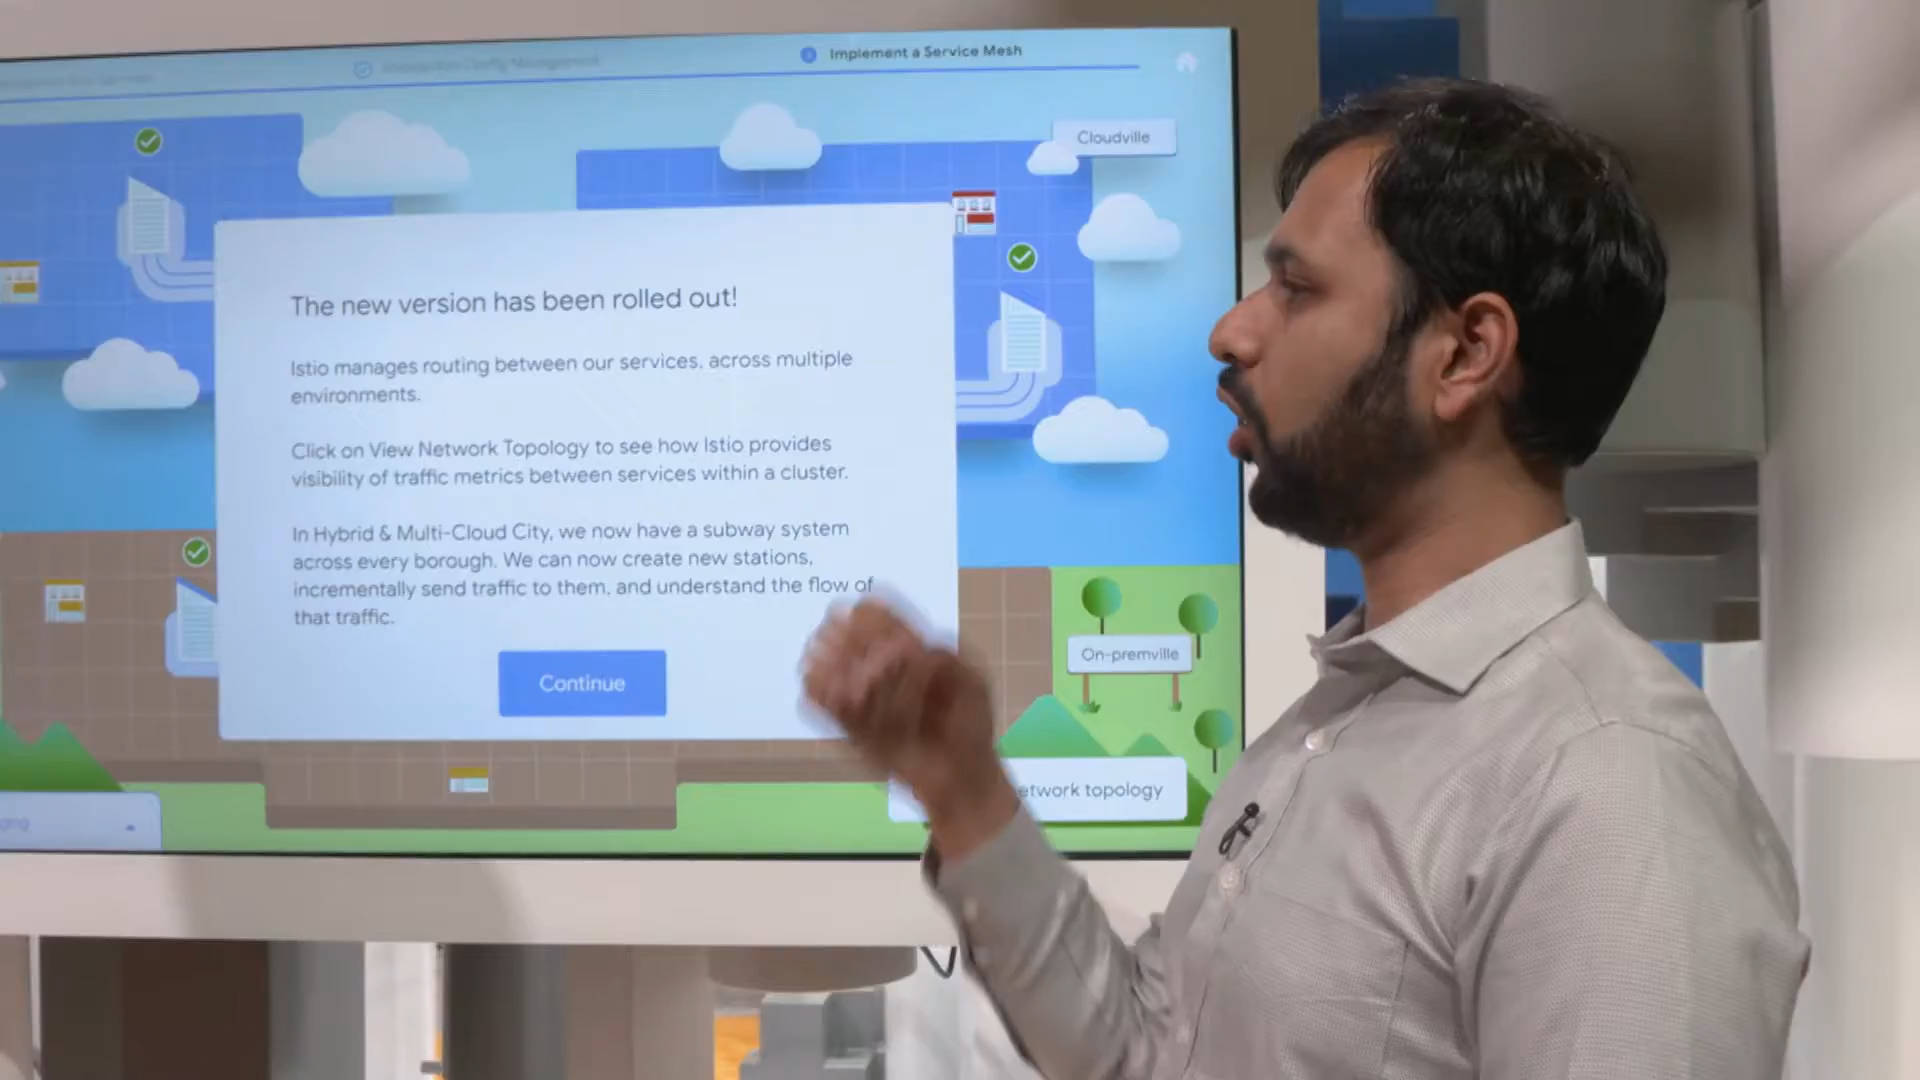 Implement a Service Mesh
Cloudville
The new version has been rolled out!
Istio manages routing between our services, across multiple
environments.
Click on View Network Topology to see how Istio provides
visibility of traffic metrics between services within a cluster.
In Hybrid & Multi-Cloud City, we now have a subway system
across every borough. We can now create new stations,
incrementally send traffic to them, and understand the flow of
that traffic.
On-premville
Continue
etwork topology